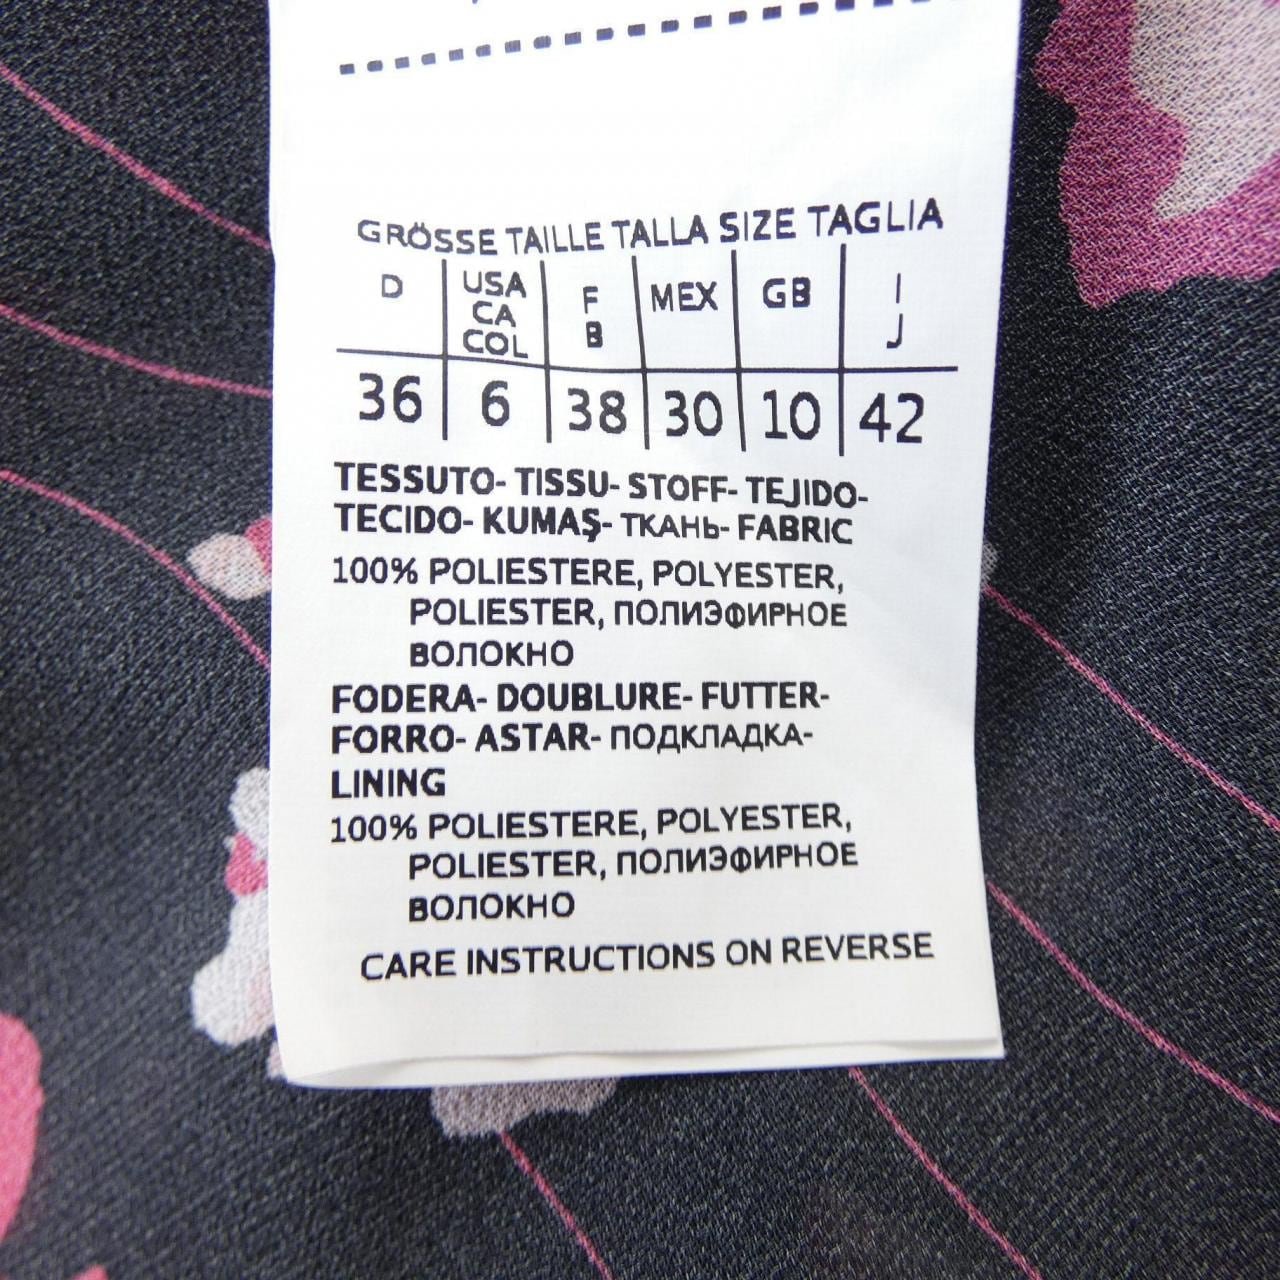 GRÖSSE TAILLE TALLA SIZE TAGLIA
D USA CA COL F B MEX GB I J
36 6 38 30 10 42
TESSUTO- TISSU- STOFF- TEJIDO-
TECIDO- KUMAŞ- ТКАНЬ- FABRIC
100% POLIESTERE, POLYESTER,
POLIESTER, ПОЛИЭФИРНОЕ
ВОЛОКНО
FODERA- DOUBLURE- FUTTER-
FORRO- ASTAR- ПОДКЛАДКА-
LINING
100% POLIESTERE, POLYESTER,
POLIESTER, ПОЛИЭФИРНОЕ
ВОЛОКНО
CARE INSTRUCTIONS ON REVERSE